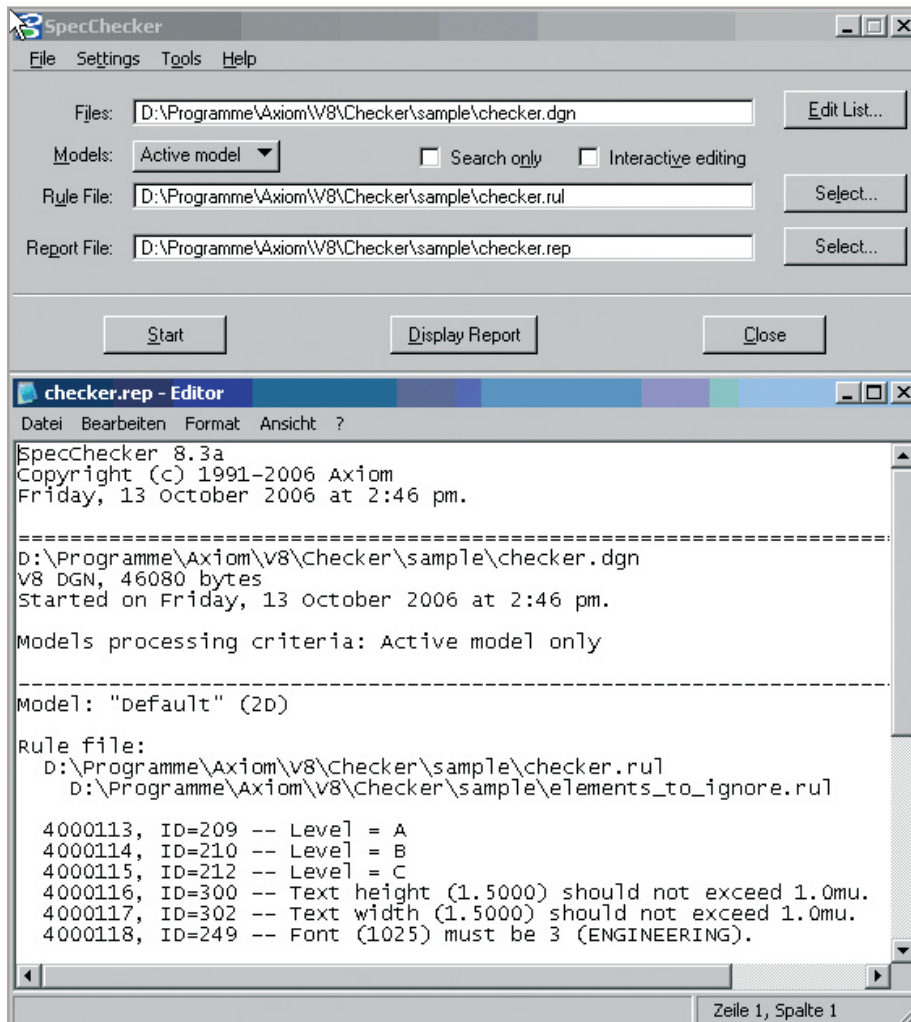 SpecChecker
File Settings Tools Help
Files: D:\Programme\Axiom\V8\Checker\sample\checker.dgn Edit List...
Models: Active model Search only Interactive editing
Rule File: D:\Programme\Axiom\V8\Checker\sample\checker.rul Select...
Report File: D:\Programme\Axiom\V8\Checker\sample\checker.rep Select...
Start Display Report Close
checker.rep - Editor
Datei Bearbeiten Format Ansicht ?
SpecChecker 8.3a
Copyright (c) 1991-2006 Axiom
Friday, 13 October 2006 at 2:46 pm.
==================================================================
D:\Programme\Axiom\V8\Checker\sample\checker.dgn
V8 DGN, 46080 bytes
Started on Friday, 13 October 2006 at 2:46 pm.
Models processing criteria: Active model only
------------------------------------------------------------------
Model: "Default" (2D)
Rule file:
D:\Programme\Axiom\V8\Checker\sample\checker.rul
D:\Programme\Axiom\V8\Checker\sample\elements_to_ignore.rul
4000113, ID=209 -- Level = A
4000114, ID=210 -- Level = B
4000115, ID=212 -- Level = C
4000116, ID=300 -- Text height (1.5000) should not exceed 1.0mu.
4000117, ID=302 -- Text width (1.5000) should not exceed 1.0mu.
4000118, ID=249 -- Font (1025) must be 3 (ENGINEERING).
Zeile 1, Spalte 1